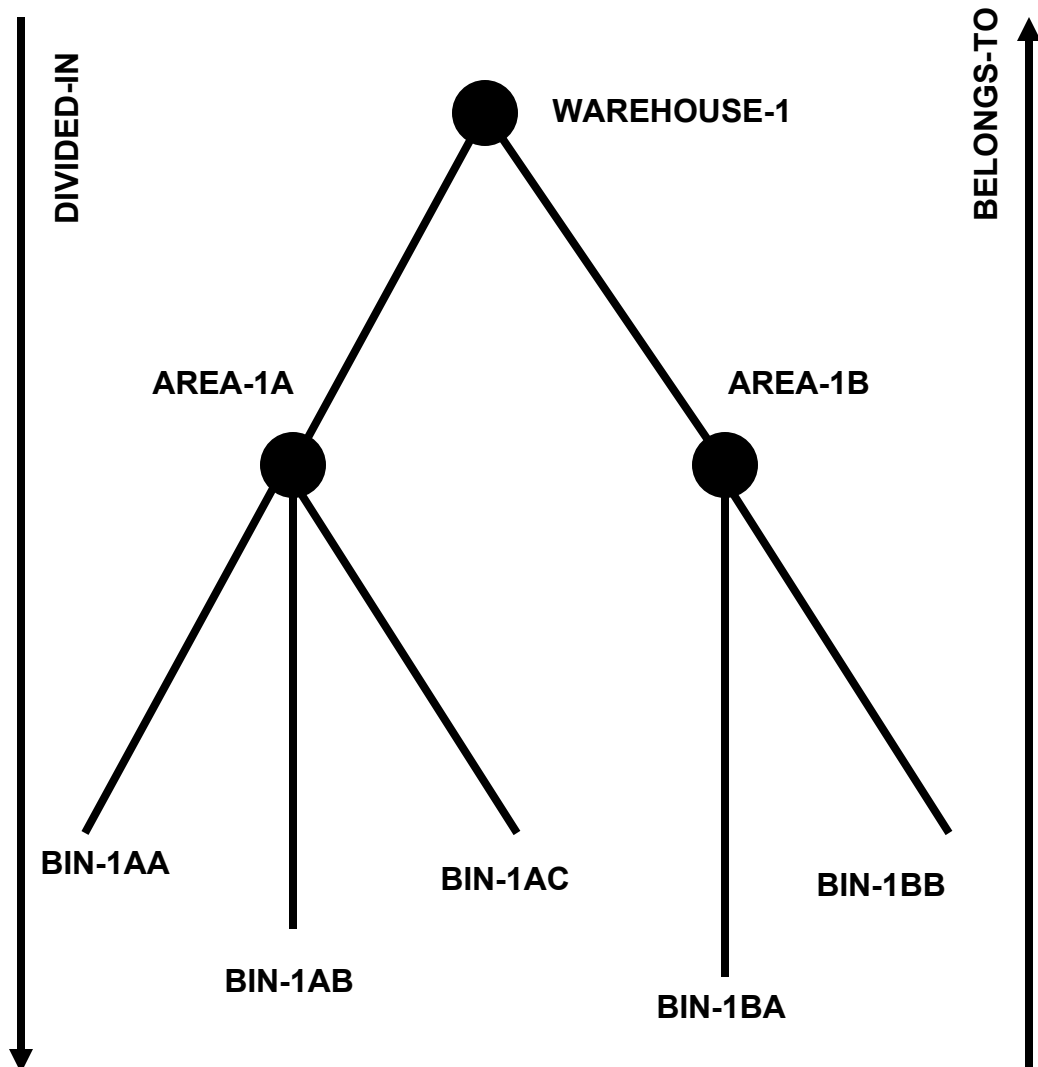 DIVIDED-IN
BELONGS-TO
WAREHOUSE-1
AREA-1A
AREA-1B
BIN-1AA
BIN-1AC
BIN-1BB
BIN-1AB
BIN-1BA